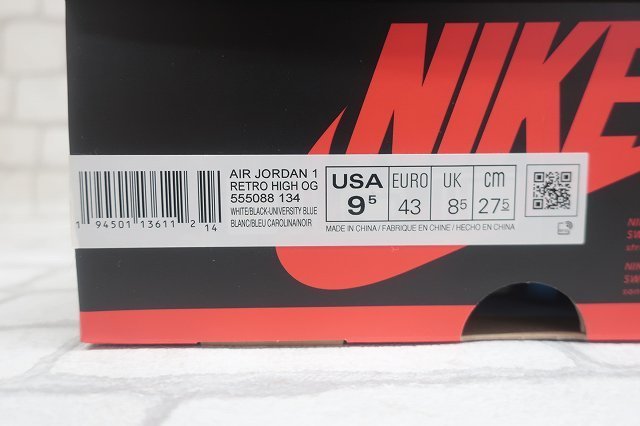 NIKE
AIR JORDAN 1
RETRO HIGH OG
555088 134
WHITE/BLACK-UNIVERSITY BLUE
BLANC/BLEU CAROLINA/NOIR
1 94501 13611 2 14
USA 9⁵
EURO 43
UK 8⁵
cm 27⁵
MADE IN CHINA / FABRIQUE EN CHINE / HECHO EN CHINA